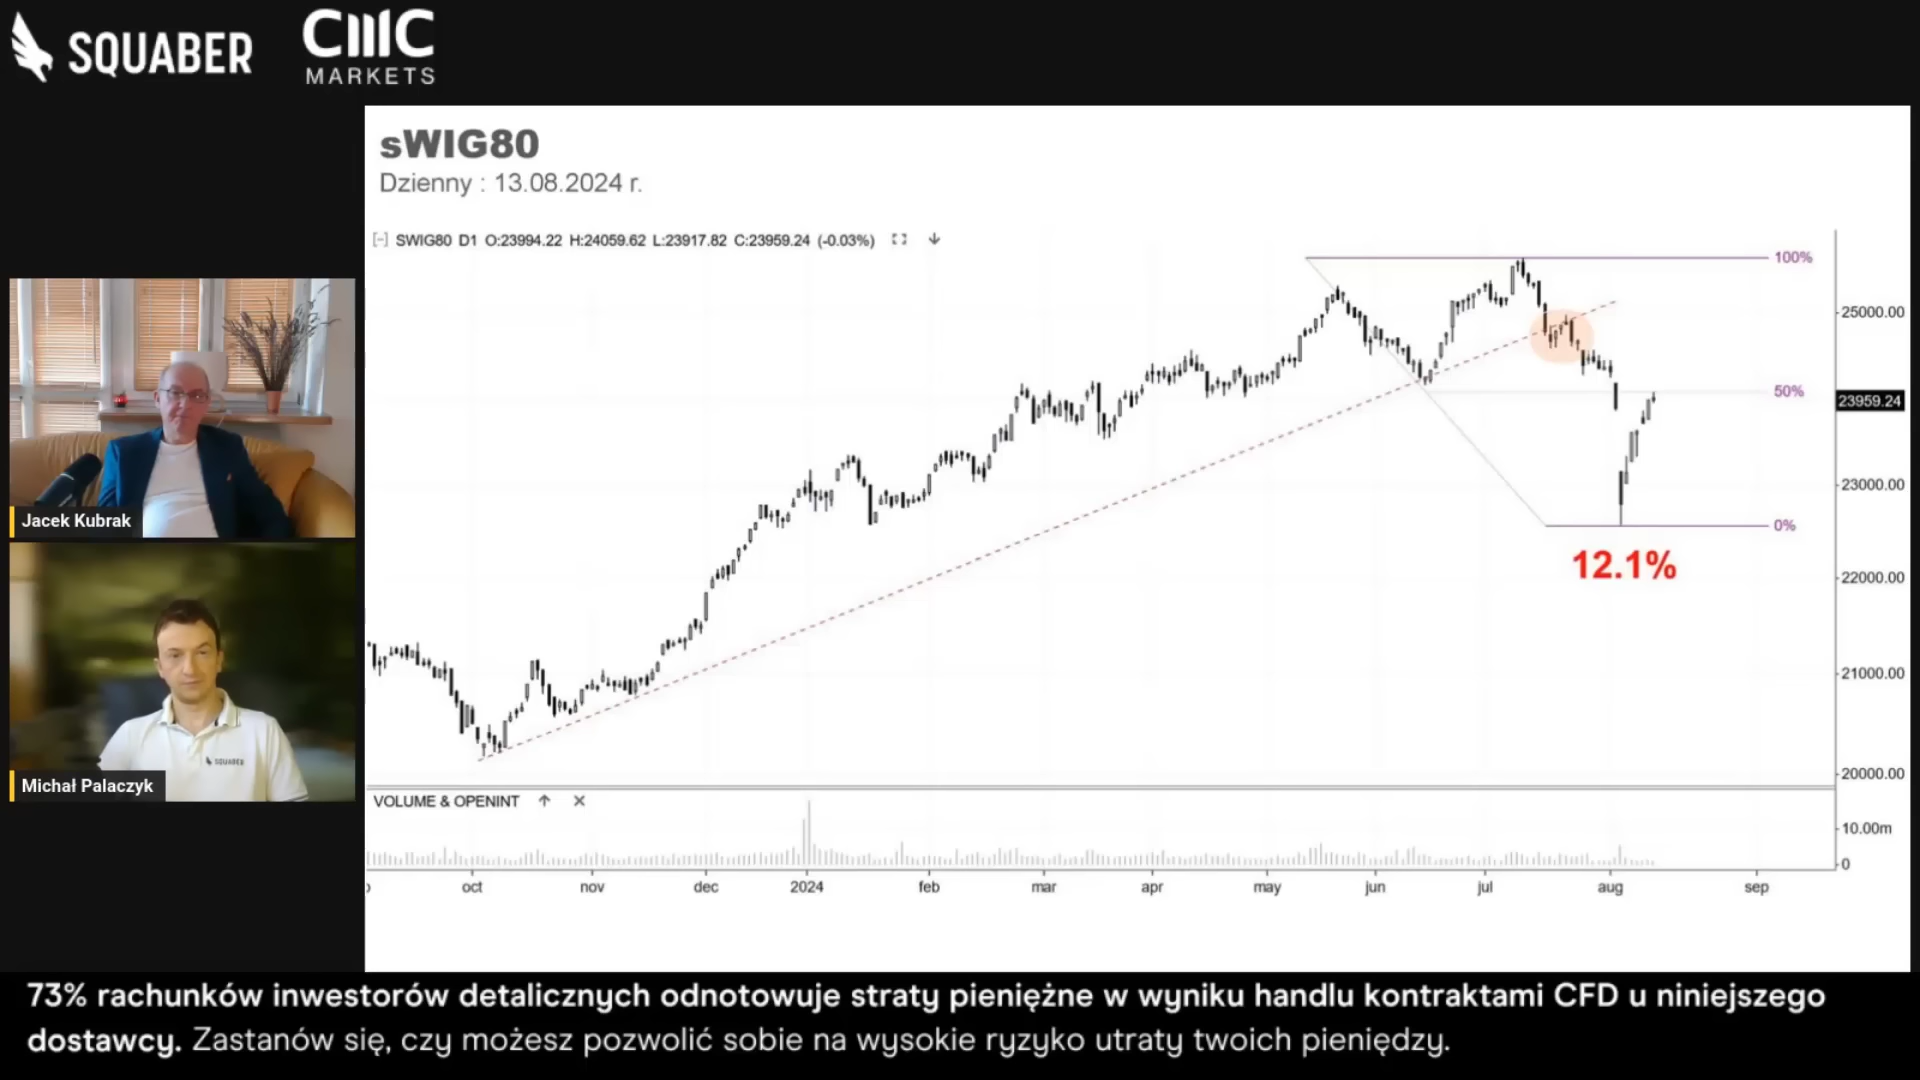 SQUABER
CMC
MARKETS
sWIG80
Dzienny : 13.08.2024 r.
[-] SWIG80 D1 O:23994.22 H:24059.62 L:23917.82 C:23959.24 (-0.03%)
100%
25000.00
50%
23959.24
23000.00
0%
12.1%
22000.00
21000.00
20000.00
Jacek Kubrak
SQUABER
Michał Palaczyk
VOLUME & OPENINT
10.00m
0
oct nov dec 2024 feb mar apr may jun jul aug sep
73% rachunków inwestorów detalicznych odnotowuje straty pieniężne w wyniku handlu kontraktami CFD u niniejszego
dostawcy. Zastanów się, czy możesz pozwolić sobie na wysokie ryzyko utraty twoich pieniędzy.